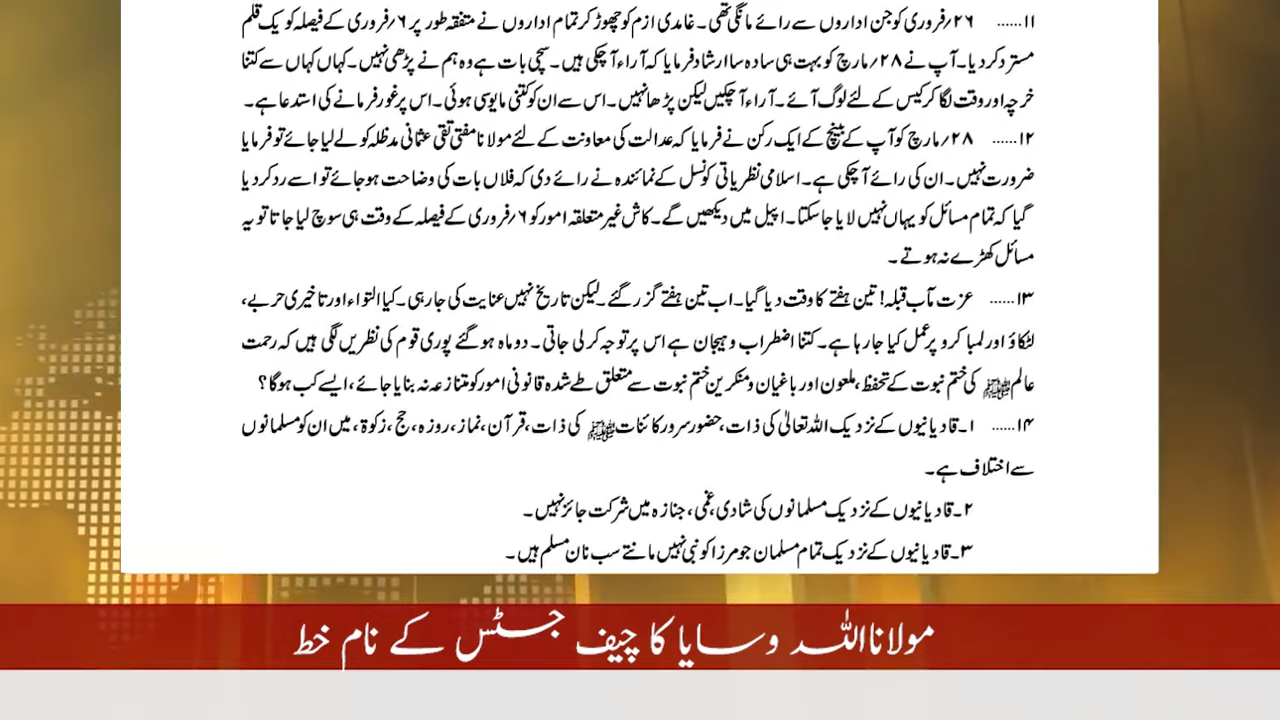 ۱۱...... ۲۶؍فروری کو جن اداروں سے رائے مانگی تھی۔ غامدی ازم کو چھوڑ کر تمام اداروں نے متفقہ طور پر ۶؍فروری کے فیصلہ کو یک قلم
مسترد کر دیا۔ آپ نے ۲۸؍مارچ کو بہت ہی سادہ سا ارشاد فرمایا کہ آراء آ چکی ہیں۔ سچی بات ہے وہ ہم نے پڑھی نہیں۔ کہاں کہاں سے کتنا
خرچہ اور وقت لگا کر کیس کے لئے لوگ آئے۔ آراء آ چکیں لیکن پڑھا نہیں۔ اس سے ان کو کتنی مایوسی ہوئی۔ اس پر غور فرمانے کی استدعا ہے۔
۱۲...... ۲۸؍مارچ کو آپ کے بینچ کے ایک رکن نے فرمایا کہ عدالت کی معاونت کے لئے مولانا مفتی تقی عثمانی مدظلہ کو لے لیا جائے تو فرمایا
ضرورت نہیں۔ ان کی رائے آ چکی ہے۔ اسلامی نظریاتی کونسل کے نمائندہ نے رائے دی کہ فلاں بات کی وضاحت ہو جائے تو اسے رد کر دیا
گیا کہ تمام مسائل کو یہاں نہیں لایا جا سکتا۔ اپیل میں دیکھیں گے۔ کاش غیر متعلقہ امور کو ۶؍فروری کے فیصلہ کے وقت ہی سوچ لیا جاتا تو یہ
مسائل کھڑے نہ ہوتے۔
۱۳...... عزت مآب قبلہ! تین ہفتے کا وقت دیا گیا۔ اب تین ہفتے گزر گئے۔ لیکن تاریخ نہیں عنایت کی جا رہی۔ کیا التواء اور تاخیری حربے،
لٹکاؤ اور لمبا کرو پر عمل کیا جا رہا ہے۔ کتنا اضطراب و ہیجان ہے اس پر توجہ کر لی جاتی۔ دو ماہ ہو گئے پوری قوم کی نظریں لگی ہیں کہ رحمت
عالم ﷺ کی ختم نبوت کے تحفظ، ملعون اور باغیان و منکرین ختم نبوت سے متعلق طے شدہ قانونی امور کو متنازعہ نہ بنایا جائے، ایسے کب ہوگا؟
۱۴...... ۱۔ قادیانیوں کے نزدیک اللہ تعالیٰ کی ذات، حضور سرور کائنات ﷺ کی ذات، قرآن، نماز، روزہ، حج، زکوۃ، میں ان کو مسلمانوں
سے اختلاف ہے۔
۲۔ قادیانیوں کے نزدیک مسلمانوں کی شادی، غمی، جنازہ میں شرکت جائز نہیں۔
۳۔ قادیانیوں کے نزدیک تمام مسلمان جو مرزا کو نبی نہیں مانتے سب نان مسلم ہیں۔
مولانا اللہ وسایا کا چیف جسٹس کے نام خط